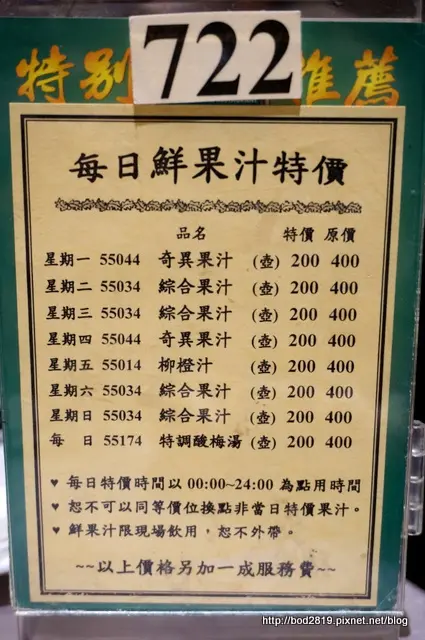 722
特別 推薦
每日鮮果汁特價
品名 特價 原價
星期一 55044 奇異果汁 (壺) 200 400
星期二 55034 綜合果汁 (壺) 200 400
星期三 55034 綜合果汁 (壺) 200 400
星期四 55044 奇異果汁 (壺) 200 400
星期五 55014 柳橙汁 (壺) 200 400
星期六 55034 綜合果汁 (壺) 200 400
星期日 55034 綜合果汁 (壺) 200 400
每 日 55174 特調酸梅湯 (壺) 200 400
♥ 每日特價時間以 00:00~24:00 為點用時間
♥ 恕不可以同等價位換點非當日特價果汁。
♥ 鮮果汁限現場飲用，恕不外帶。
~~以上價格另加一成服務費~~
http://bod2819.pixnet.net/blog